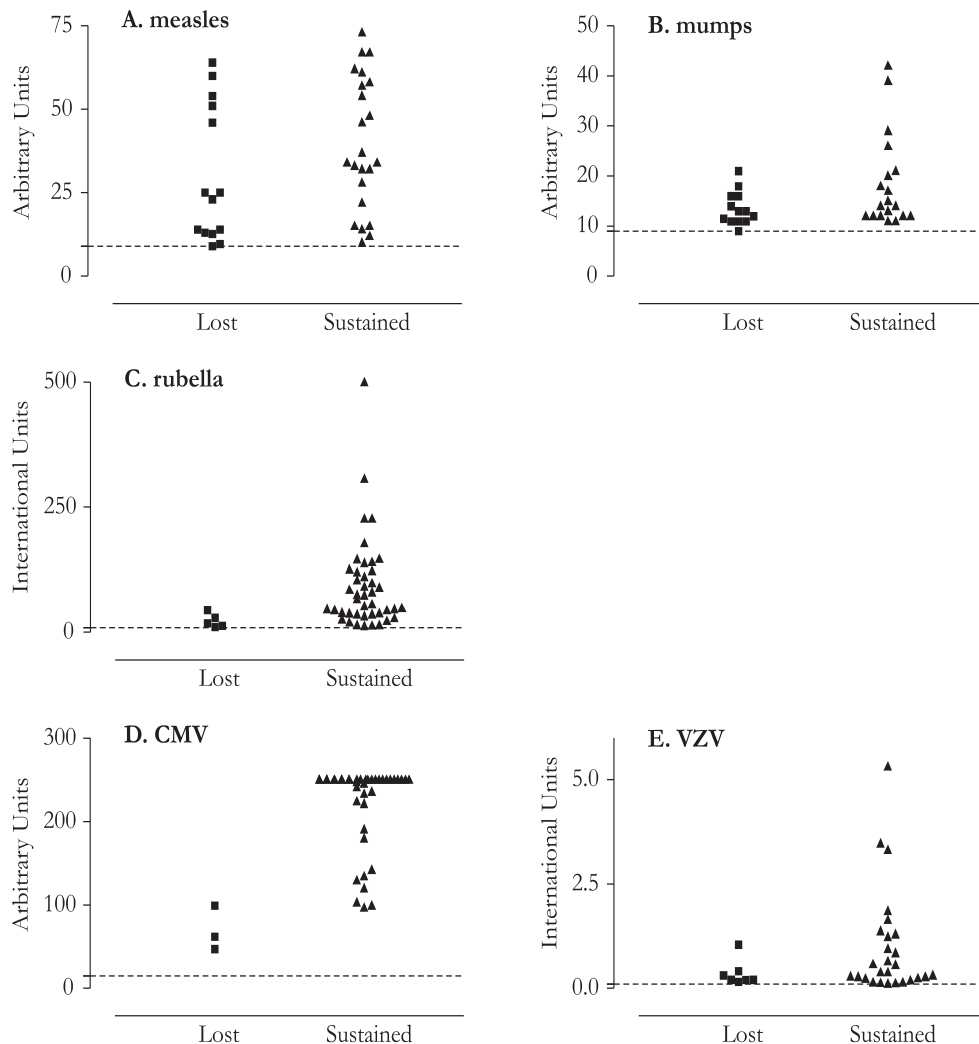 A. measles
Arbitrary Units
75
50
25
0
Lost Sustained
B. mumps
Arbitrary Units
50
40
30
20
10
0
Lost Sustained
C. rubella
International Units
500
250
0
Lost Sustained
D. CMV
Arbitrary Units
300
200
100
0
Lost Sustained
E. VZV
International Units
5.0
2.5
0.0
Lost Sustained